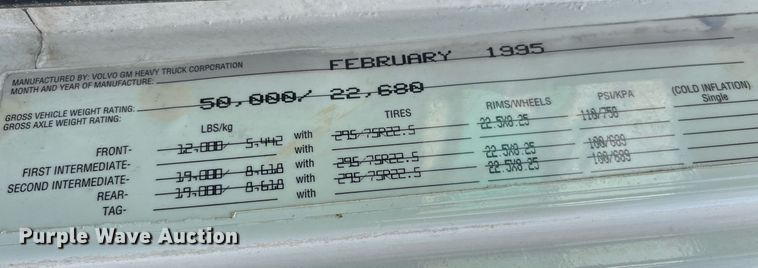 MANUFACTURED BY: VOLVO GM HEAVY TRUCK CORPORATION
MONTH AND YEAR OF MANUFACTURE: FEBRUARY 1995
GROSS VEHICLE WEIGHT RATING: 50,000/ 22,680
GROSS AXLE WEIGHT RATING:
LBS/kg TIRES RIMS/WHEELS PSI/KPA (COLD INFLATION)
Single
FRONT- 12,000/ 5,442 with 295/75R22.5 22.5X8.25 110/758
FIRST INTERMEDIATE- with
SECOND INTERMEDIATE- 19,000/ 8,618 with 295/75R22.5 22.5X8.25 100/689
REAR- 19,000/ 8,618 with 295/75R22.5 22.5X8.25 100/689
TAG-
Purple Wave Auction